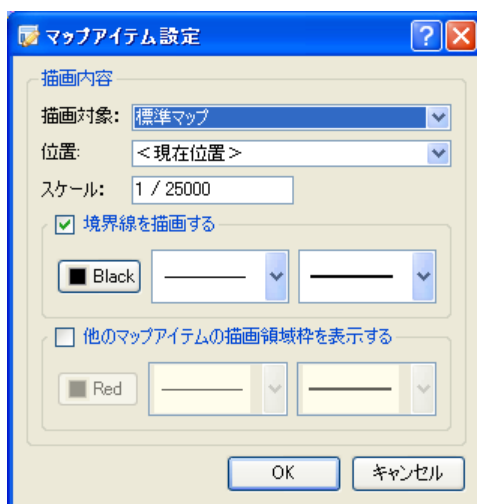 マップアイテム設定
描画内容
描画対象: 標準マップ
位置: <現在位置>
スケール: 1 / 25000
境界線を描画する
Black
他のマップアイテムの描画領域枠を表示する
Red
OK キャンセル